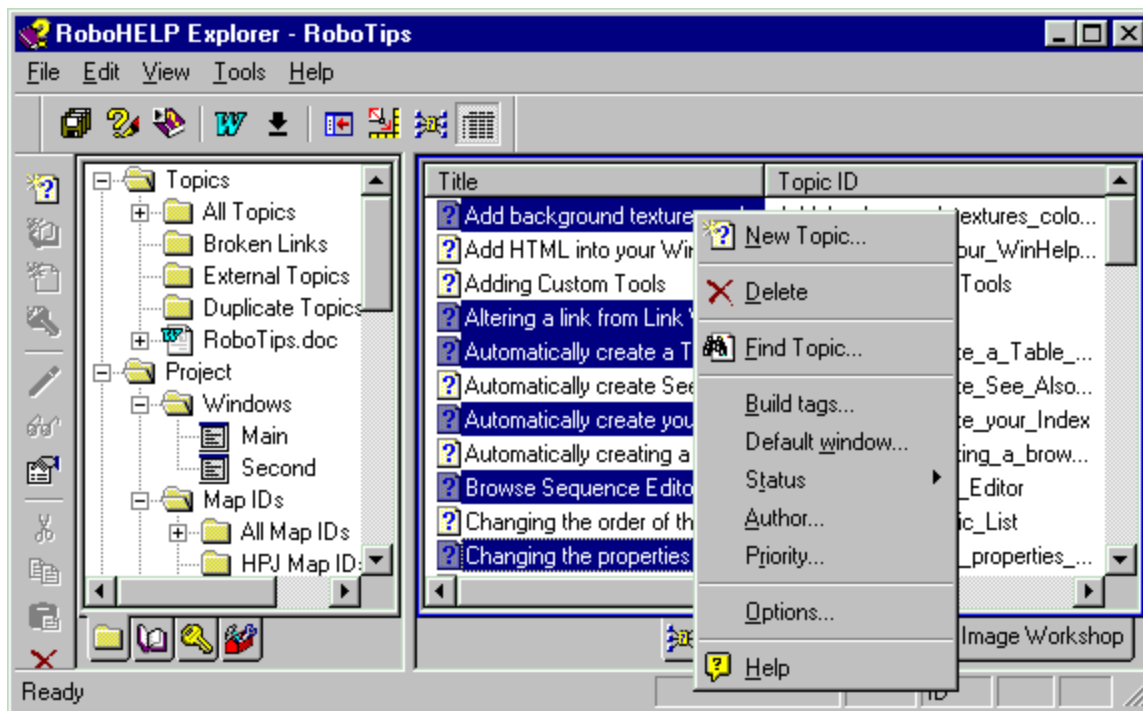 RoboHELP Explorer - RoboTips
File Edit View Tools Help
Topics
All Topics
Broken Links
External Topics
Duplicate Topics
RoboTips.doc
Project
Windows
Main
Second
Map IDs
All Map IDs
HPJ Map ID
Title Topic ID
Add background texture textures_colo...
Add HTML into your Wi our_WinHelp...
Adding Custom Tools Tools
Altering a link from Link
Automatically create a T te_a_Table_...
Automatically create See te_See_Also...
Automatically create you te_your_Index
Automatically creating a ting_a_brow...
Browse Sequence Edito _Editor
Changing the order of th ic_List
Changing the properties _properties_...
New Topic...
Delete
Find Topic...
Build tags...
Default window...
Status
Author...
Priority...
Options...
Help
Image Workshop
Ready
ID